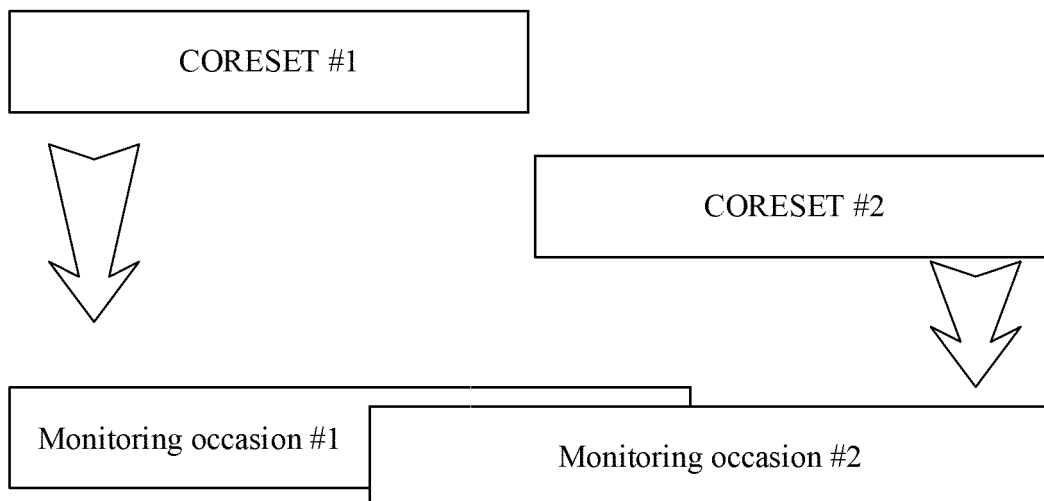 CORESET #1
CORESET #2
Monitoring occasion #1
Monitoring occasion #2